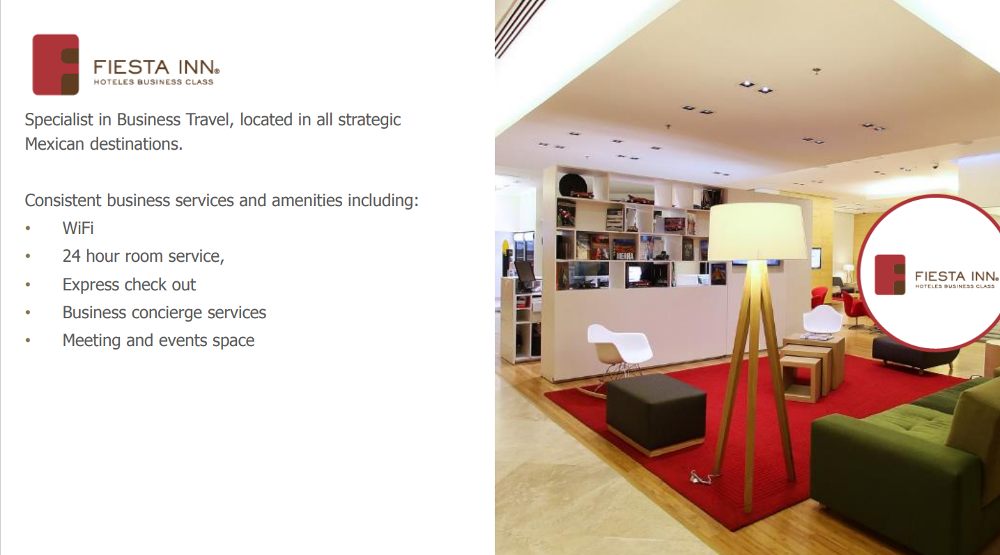 FIESTA INN®
HOTELES BUSINESS CLASS
Specialist in Business Travel, located in all strategic
Mexican destinations.
Consistent business services and amenities including:
• WiFi
• 24 hour room service,
• Express check out
• Business concierge services
• Meeting and events space
SIERRA
FIESTA INN®
HOTELES BUSINESS CLASS